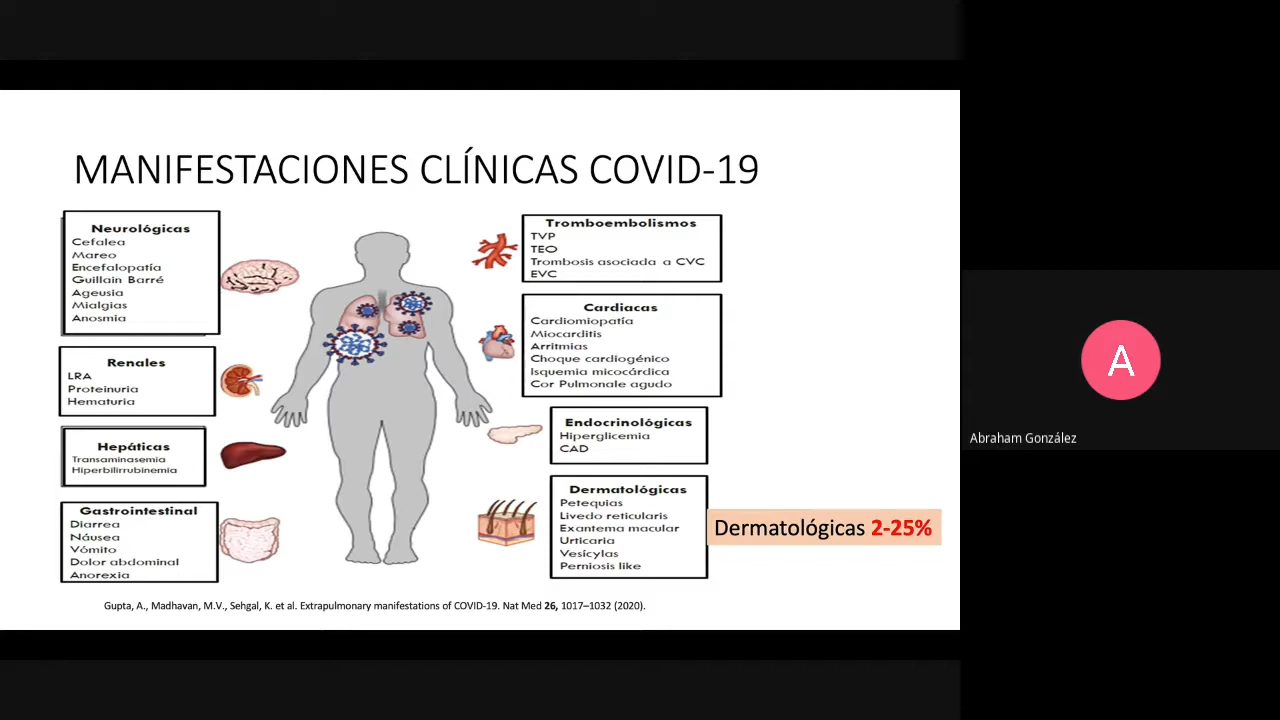 MANIFESTACIONES CLÍNICAS COVID-19
Neurológicas
Cefalea
Mareo
Encefalopatía
Guillain Barré
Ageusia
Mialgias
Anosmia
Renales
LRA
Proteinuria
Hematuria
Hepáticas
Transaminasemia
Hiperbilirrubinemia
Gastrointestinal
Diarrea
Náusea
Vómito
Dolor abdominal
Anorexia
Tromboembolismos
TVP
TEO
Trombosis asociada a CVC
EVC
Cardiacas
Cardiomiopatía
Miocarditis
Arritmias
Choque cardiogénico
Isquemia micocárdica
Cor Pulmonale agudo
Endocrinológicas
Hiperglicemia
CAD
Dermatológicas
Petequias
Livedo reticularis
Exantema macular
Urticaria
Vesícylas
Perniosis like
Dermatológicas 2-25%
Gupta, A., Madhavan, M.V., Sehgal, K. et al. Extrapulmonary manifestations of COVID-19. Nat Med 26, 1017–1032 (2020).
A
Abraham González